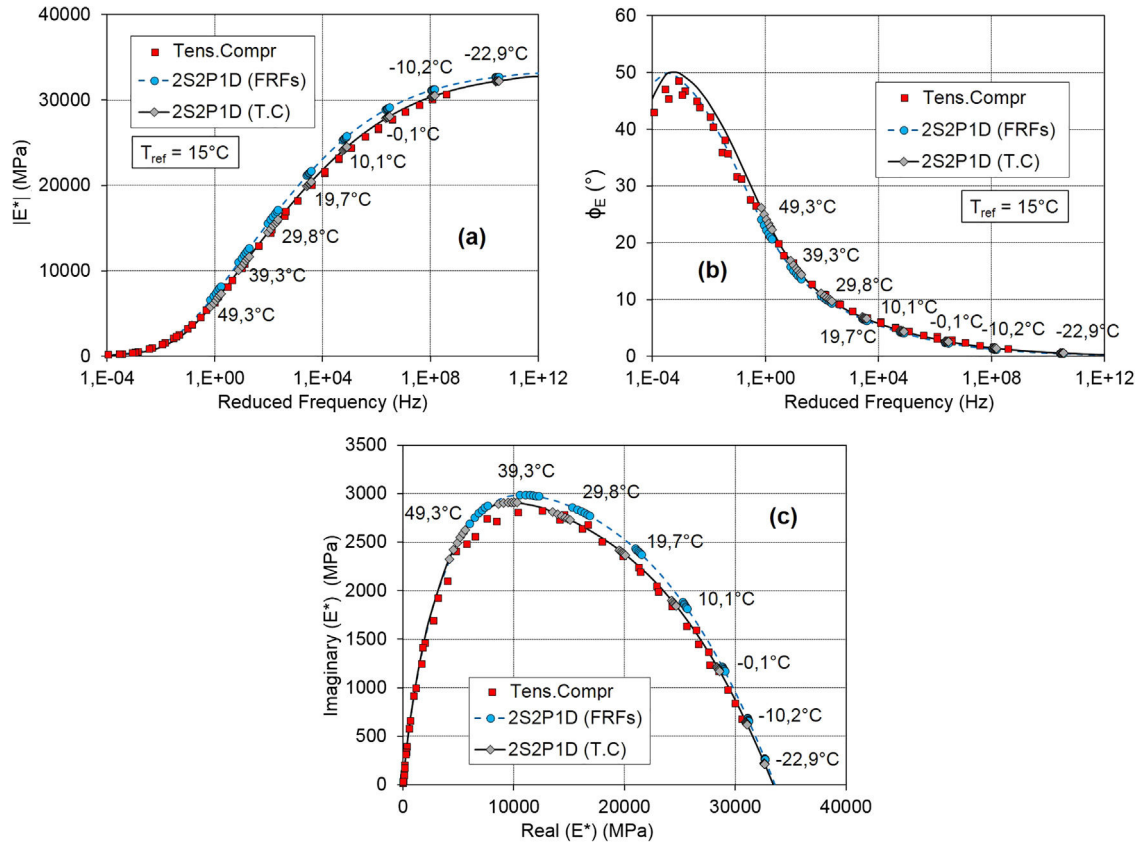 40000
30000
20000
10000
0
|E*| (MPa)
Tens.Compr
2S2P1D (FRFs)
2S2P1D (T.C)
Tref = 15°C
-22,9°C
-10,2°C
-0,1°C
10,1°C
19,7°C
29,8°C
39,3°C
49,3°C
(a)
1,E-04
1,E+00
1,E+04
1,E+08
1,E+12
Reduced Frequency (Hz)
60
50
40
30
20
10
0
ϕE (°)
Tens.Compr
2S2P1D (FRFs)
2S2P1D (T.C)
Tref = 15°C
49,3°C
39,3°C
29,8°C
10,1°C
19,7°C
-0,1°C
-10,2°C
-22,9°C
(b)
1,E-04
1,E+00
1,E+04
1,E+08
1,E+12
Reduced Frequency (Hz)
3500
3000
2500
2000
1500
1000
500
0
Imaginary (E*) (MPa)
39,3°C
49,3°C
29,8°C
(c)
19,7°C
10,1°C
-0,1°C
-10,2°C
-22,9°C
Tens.Compr
2S2P1D (FRFs)
2S2P1D (T.C)
0
10000
20000
30000
40000
Real (E*) (MPa)